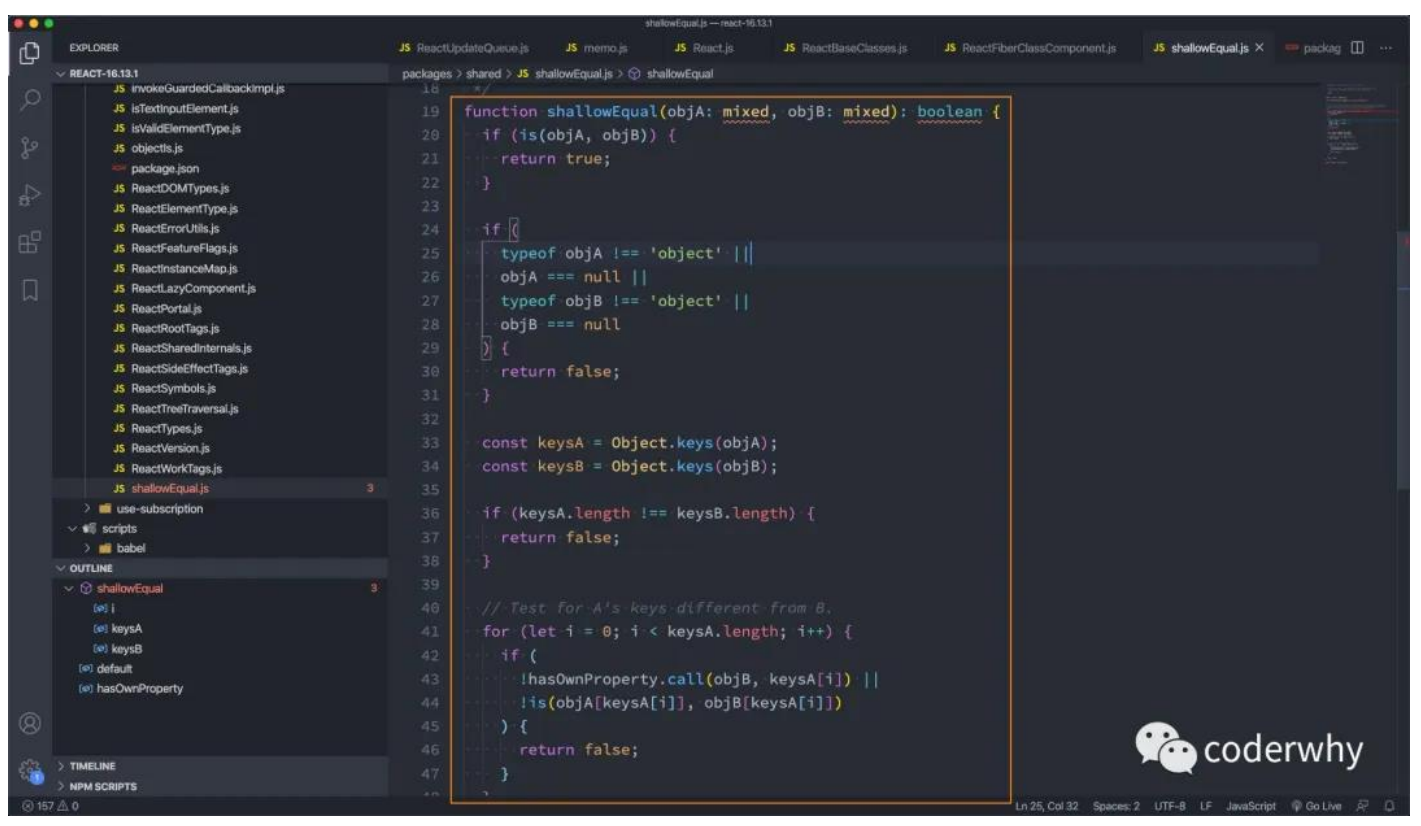 shallowEqual.js — react-16.13.1
EXPLORER
JS ReactUpdateQueue.js JS memo.js JS React.js JS ReactBaseClasses.js JS ReactFiberClassComponent.js JS shallowEqual.js × packag ···
REACT-16.13.1
packages > shared > JS shallowEqual.js > shallowEqual
JS invokeGuardedCallbackImpl.js
JS isTextInputElement.js
JS isValidElementType.js
JS objectIs.js
package.json
JS ReactDOMTypes.js
JS ReactElementType.js
JS ReactErrorUtils.js
JS ReactFeatureFlags.js
JS ReactInstanceMap.js
JS ReactLazyComponent.js
JS ReactPortal.js
JS ReactRootTags.js
JS ReactSharedInternals.js
JS ReactSideEffectTags.js
JS ReactSymbols.js
JS ReactTreeTraversal.js
JS ReactTypes.js
JS ReactVersion.js
JS ReactWorkTags.js
JS shallowEqual.js 3
> use-subscription
scripts
> babel
OUTLINE
shallowEqual 3
i
keysA
keysB
default
hasOwnProperty
> TIMELINE
> NPM SCRIPTS
18 */
19 function shallowEqual(objA: mixed, objB: mixed): boolean {
20 if (is(objA, objB)) {
21 return true;
22 }
23
24 if (
25 typeof objA !== 'object' ||
26 objA === null ||
27 typeof objB !== 'object' ||
28 objB === null
29 ) {
30 return false;
31 }
32
33 const keysA = Object.keys(objA);
34 const keysB = Object.keys(objB);
35
36 if (keysA.length !== keysB.length) {
37 return false;
38 }
39
40 // Test for A's keys different from B.
41 for (let i = 0; i < keysA.length; i++) {
42 if (
43 !hasOwnProperty.call(objB, keysA[i]) ||
44 !is(objA[keysA[i]], objB[keysA[i]])
45 ) {
46 return false;
47 }
coderwhy
1
157 0
Ln 25, Col 32 Spaces: 2 UTF-8 LF JavaScript Go Live